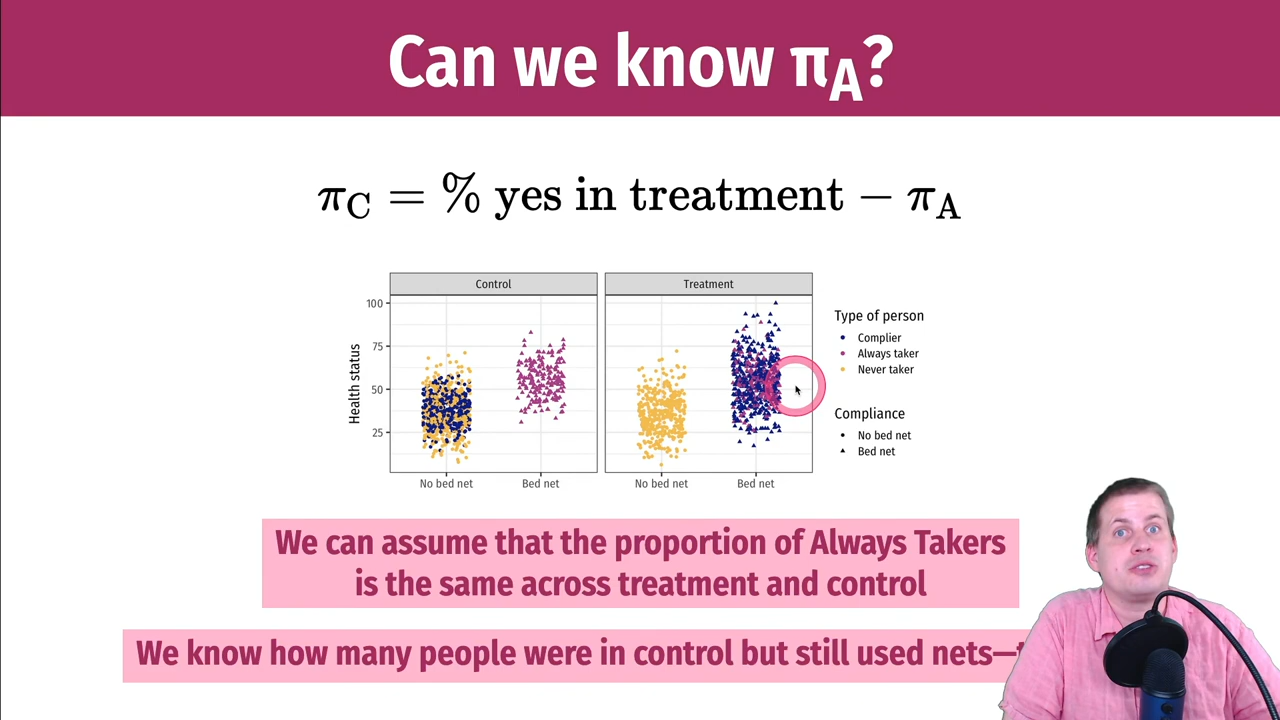 Can we know πA?
πC = % yes in treatment − πA
Control
Treatment
100
75
50
25
Health status
No bed net
Bed net
No bed net
Bed net
Type of person
Complier
Always taker
Never taker
Compliance
No bed net
Bed net
We can assume that the proportion of Always Takers
is the same across treatment and control
We know how many people were in control but still used nets—